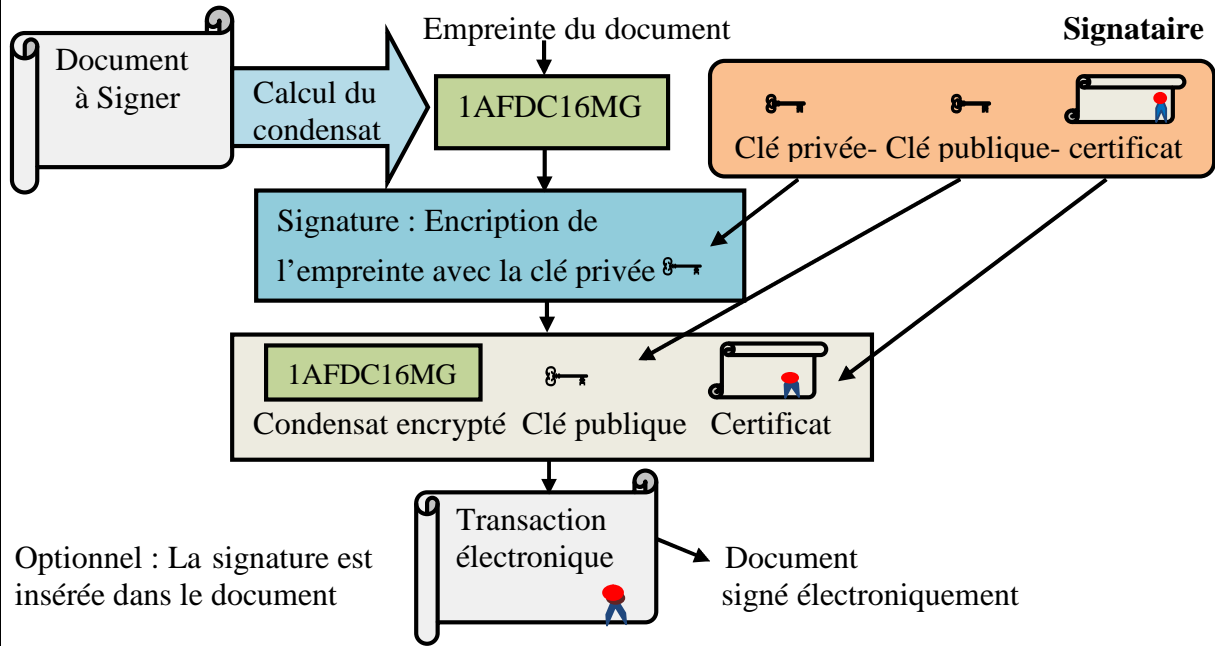 Empreinte du document
Signataire
Document
à Signer
Calcul du
condensat
1AFDC16MG
Clé privée- Clé publique- certificat
Signature : Encription de
l’empreinte avec la clé privée
1AFDC16MG
Condensat encrypté Clé publique Certificat
Transaction
électronique
Optionnel : La signature est
insérée dans le document
Document
signé électroniquement